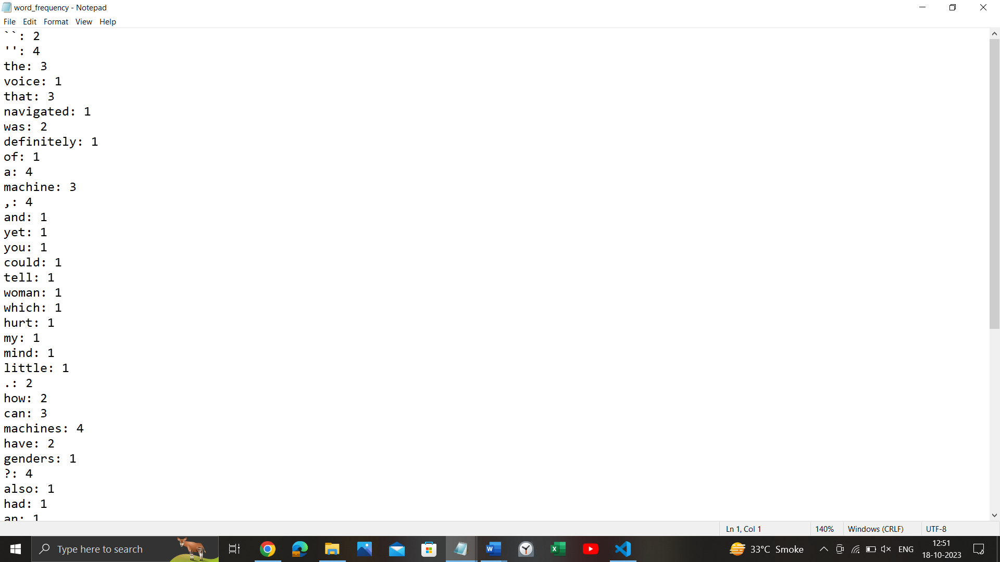 word_frequency - Notepad
File Edit Format View Help
``: 2
'': 4
the: 3
voice: 1
that: 3
navigated: 1
was: 2
definitely: 1
of: 1
a: 4
machine: 3
,: 4
and: 1
yet: 1
you: 1
could: 1
tell: 1
woman: 1
which: 1
hurt: 1
my: 1
mind: 1
little: 1
.: 2
how: 2
can: 3
machines: 4
have: 2
genders: 1
?: 4
also: 1
had: 1
an: 1
Ln 1, Col 1 140% Windows (CRLF) UTF-8
Type here to search 33°C Smoke ENG 12:51
18-10-2023